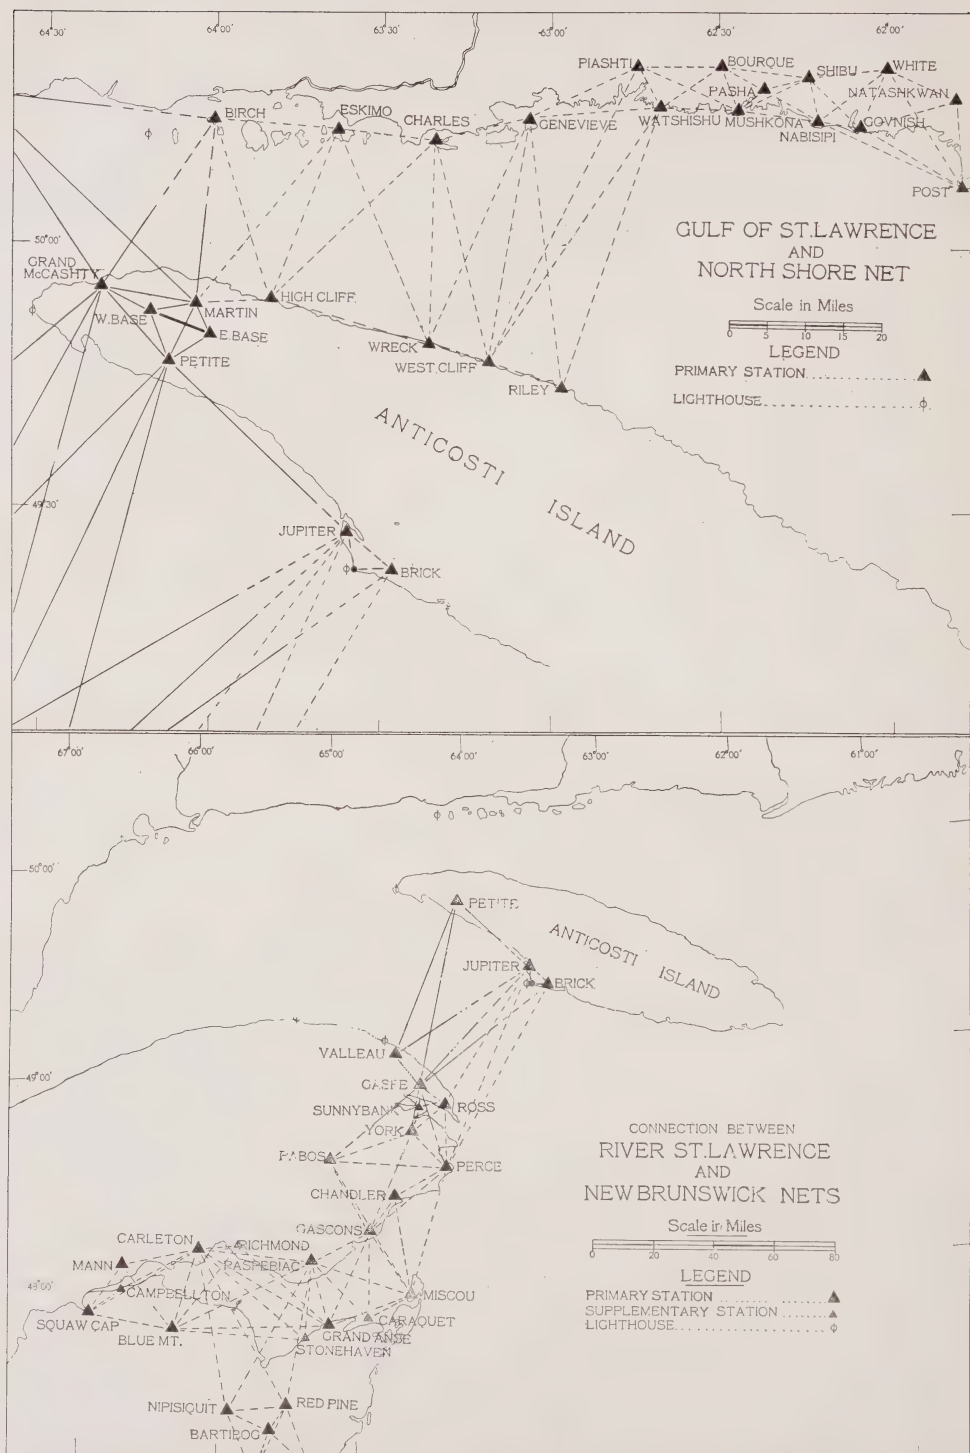 64°30'
64°00'
63°30'
63°00'
62°30'
62°00'
PIASHTI
BOURQUE
SHIBU
WHITE
PASHA
NATASHKWAN
BIRCH
ESKIMO
CHARLES
GENEVIEVE
WATSHISHU
MUSHKONA
NABISIPI
GOVNISH
POST
50°00'
GRAND
McCASHTY
W. BASE
MARTIN
E. BASE
PETITE
HIGH CLIFF
WRECK
WEST CLIFF
RILEY
GULF OF ST. LAWRENCE
AND
NORTH SHORE NET
Scale in Miles
0 5 10 15 20
LEGEND
PRIMARY STATION
LIGHTHOUSE
ANTICOSTI ISLAND
49°30'
JUPITER
BRICK
67°00'
66°00'
65°00'
64°00'
63°00'
62°00'
61°00'
50°00'
PETITE
ANTICOSTI ISLAND
JUPITER
BRICK
VALLEAU
49°00'
GASPE
SUNNYBANK
ROSS
YORK
PABOS
PERCE
CHANDLER
GASCONS
CARLETON
RICHMOND
MANN
PASPEBIAC
48°00'
CAMPBELLTON
MISCOU
SQUAW CAP
BLUE MT.
CARAQUET
GRAND ANSE
STONEHAVEN
NIPISIQUIT
RED PINE
BARTIBOG
CONNECTION BETWEEN
RIVER ST. LAWRENCE
AND
NEW BRUNSWICK NETS
Scale in Miles
0 20 40 60 80
LEGEND
PRIMARY STATION
SUPPLEMENTARY STATION
LIGHTHOUSE